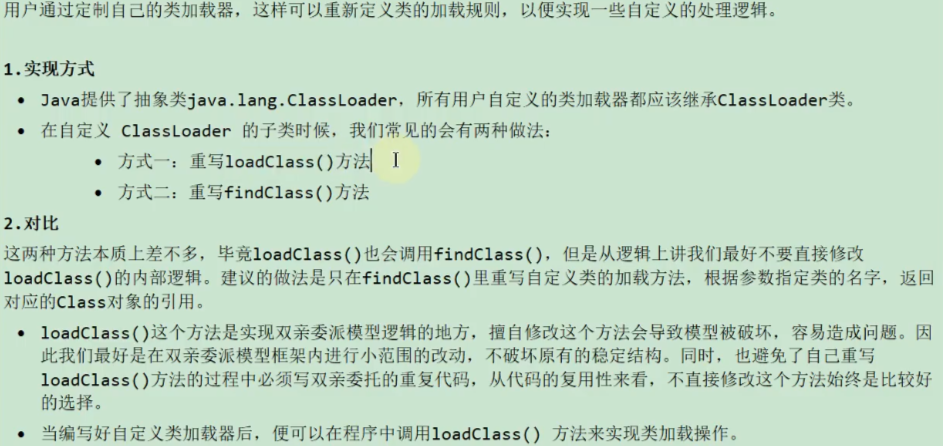 用户通过定制自己的类加载器，这样可以重新定义类的加载规则，以便实现一些自定义的处理逻辑。
1.实现方式
• Java提供了抽象类java.lang.ClassLoader，所有用户自定义的类加载器都应该继承ClassLoader类。
• 在自定义 ClassLoader 的子类时候，我们常见的会有两种做法：
• 方式一：重写loadClass()方法
• 方式二：重写findClass()方法
2.对比
这两种方法本质上差不多，毕竟loadClass()也会调用findClass()，但是从逻辑上讲我们最好不要直接修改
loadClass()的内部逻辑。建议的做法是只在findClass()里重写自定义类的加载方法，根据参数指定类的名字，返回
对应的Class对象的引用。
• loadClass()这个方法是实现双亲委派模型逻辑的地方，擅自修改这个方法会导致模型被破坏，容易造成问题。因
此我们最好是在双亲委派模型框架内进行小范围的改动，不破坏原有的稳定结构。同时，也避免了自己重写
loadClass()方法的过程中必须写双亲委托的重复代码，从代码的复用性来看，不直接修改这个方法始终是比较好
的选择。
• 当编写好自定义类加载器后，便可以在程序中调用loadClass() 方法来实现类加载操作。